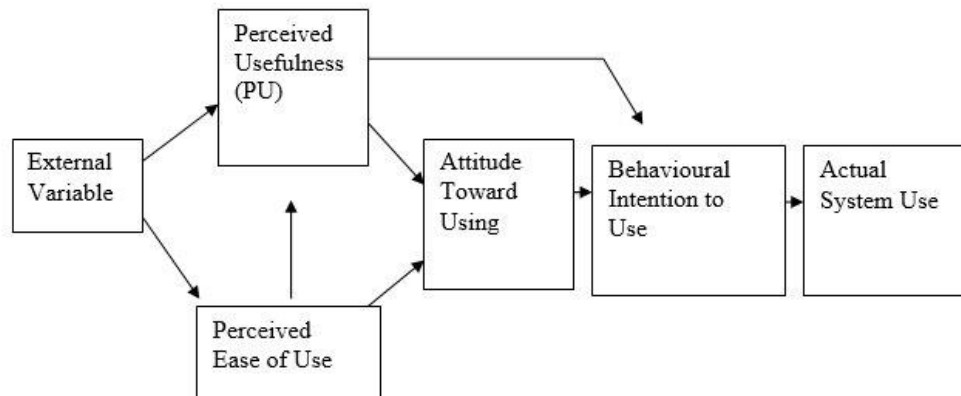 Perceived
Usefulness
(PU)
External
Variable
Attitude
Toward
Using
Behavioural
Intention to
Use
Actual
System Use
Perceived
Ease of Use